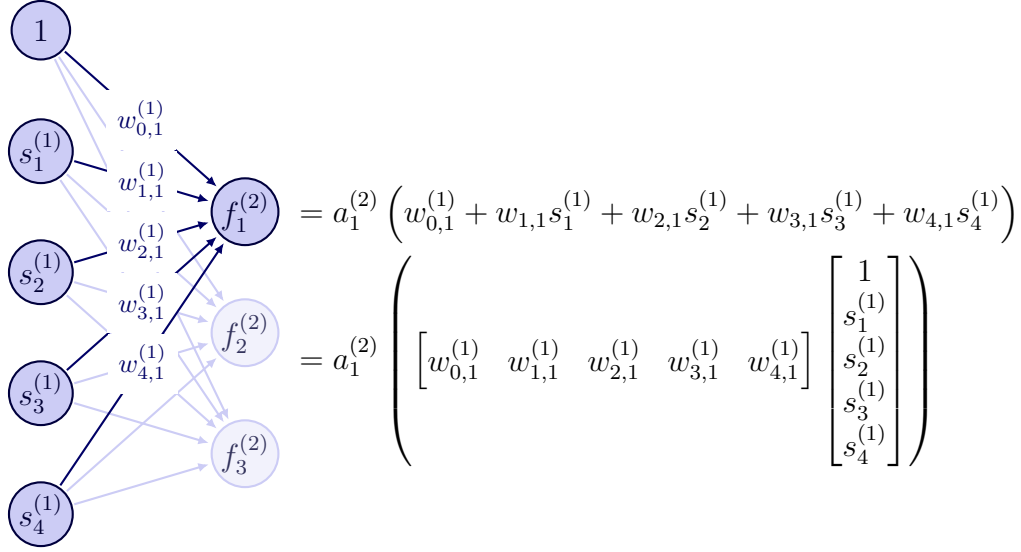 1
w_{0,1}^{(1)}
s_1^{(1)}
w_{1,1}^{(1)}
f_1^{(2)} = a_1^{(2)} ( w_{0,1}^{(1)} + w_{1,1} s_1^{(1)} + w_{2,1} s_2^{(1)} + w_{3,1} s_3^{(1)} + w_{4,1} s_4^{(1)} )
w_{2,1}^{(1)}
s_2^{(1)}
w_{3,1}^{(1)}
f_2^{(2)}
w_{4,1}^{(1)}
= a_1^{(2)} ( [ w_{0,1}^{(1)} w_{1,1}^{(1)} w_{2,1}^{(1)} w_{3,1}^{(1)} w_{4,1}^{(1)} ] [ 1 s_1^{(1)} s_2^{(1)} s_3^{(1)} s_4^{(1)} ] )
s_3^{(1)}
f_3^{(2)}
s_4^{(1)}